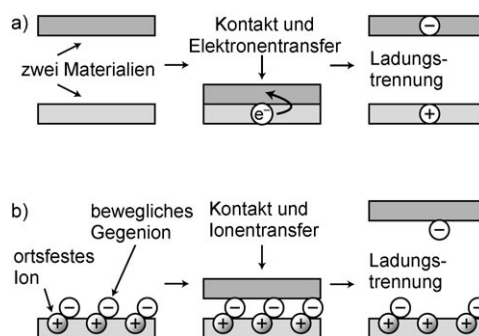 a)
zwei Materialien
Kontakt und
Elektronentransfer
e⁻
Ladungs-
trennung
−
+
b)
ortsfestes
Ion
bewegliches
Gegenion
− − −
+ + +
Kontakt und
Ionentransfer
− − −
+ + +
Ladungs-
trennung
−
− −
+ + +